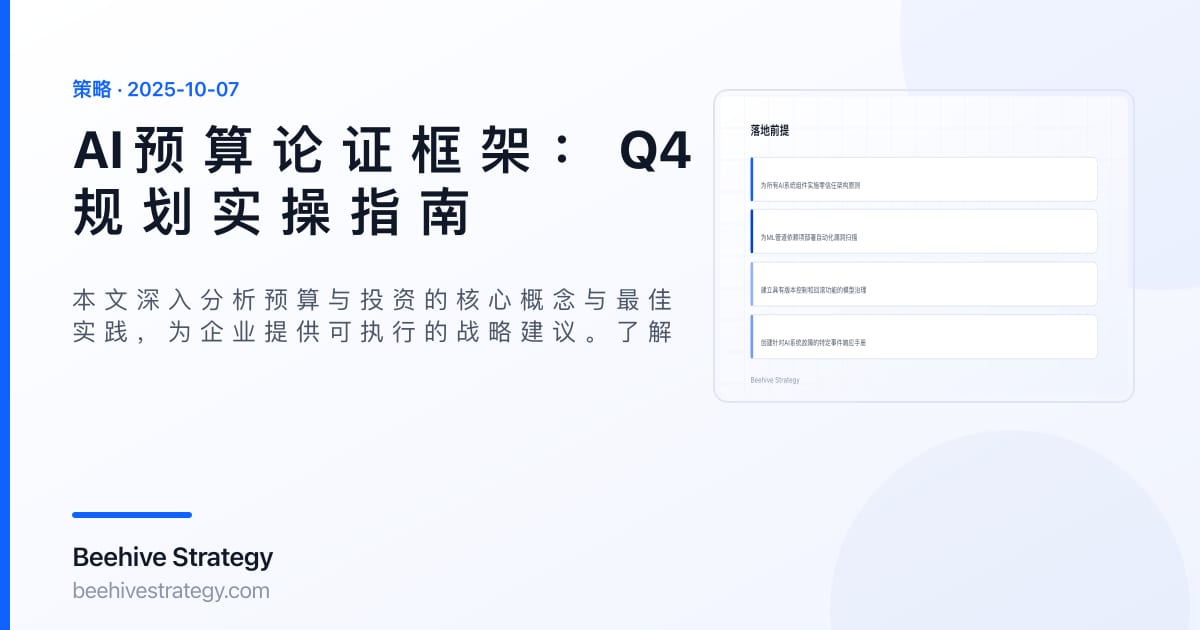 策略 · 2025-10-07
AI预算论证框架：Q4
规划实操指南
本文深入分析预算与投资的核心概念与最佳
实践，为企业提供可执行的战略建议。了解
落地前提
为所有AI系统组件实施零信任架构原则
为ML管道依赖项部署自动化漏洞扫描
建立具有版本控制和回滚功能的模型治理
创建针对AI系统故障的特定事件响应手册
Beehive Strategy
Beehive Strategy
beehivestrategy.com